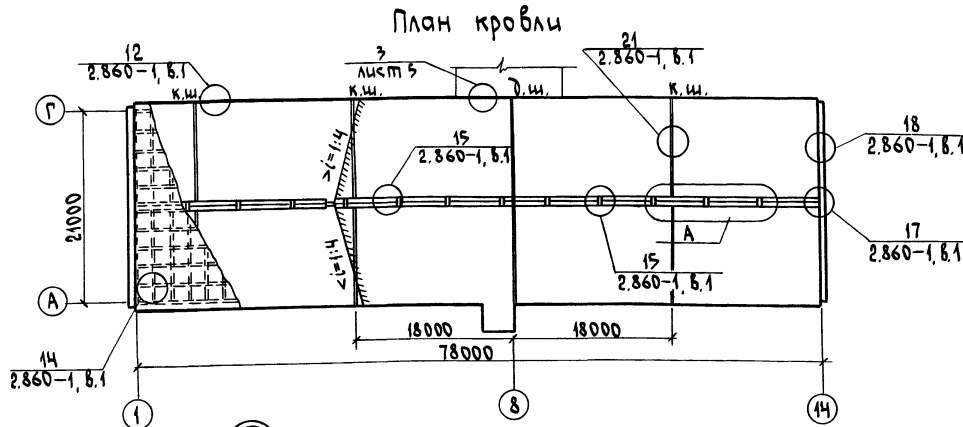 План кровли
12
2.860-1, в.1
3
лист 5
21
2.860-1, в.1
к.ш.
к.ш.
д.ш.
к.ш.
Г
18
2.860-1, в.1
>i=1:4
15
2.860-1, в.1
21000
А
17
2.860-1, в.1
<i=1:4
15
2.860-1, в.1
А
18000
18000
78000
14
2.860-1, в.1
1
8
14